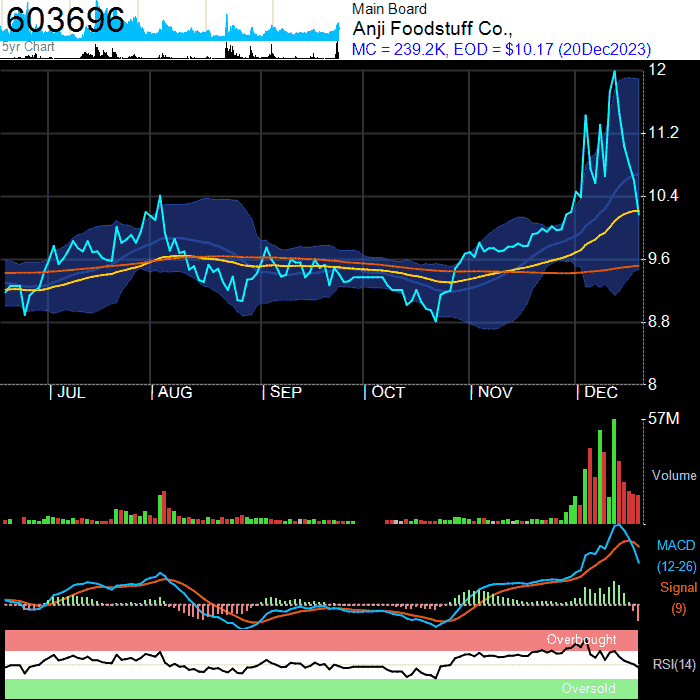 603696
5yr Chart
Main Board
Anji Foodstuff Co.,
MC = 239.2K, EOD = $10.17 (20Dec2023)
12
11.2
10.4
9.6
8.8
8
| JUL | AUG | SEP | OCT | NOV | DEC
57M
Volume
MACD
(12-26)
Signal
(9)
Overbought
RSI(14)
Oversold